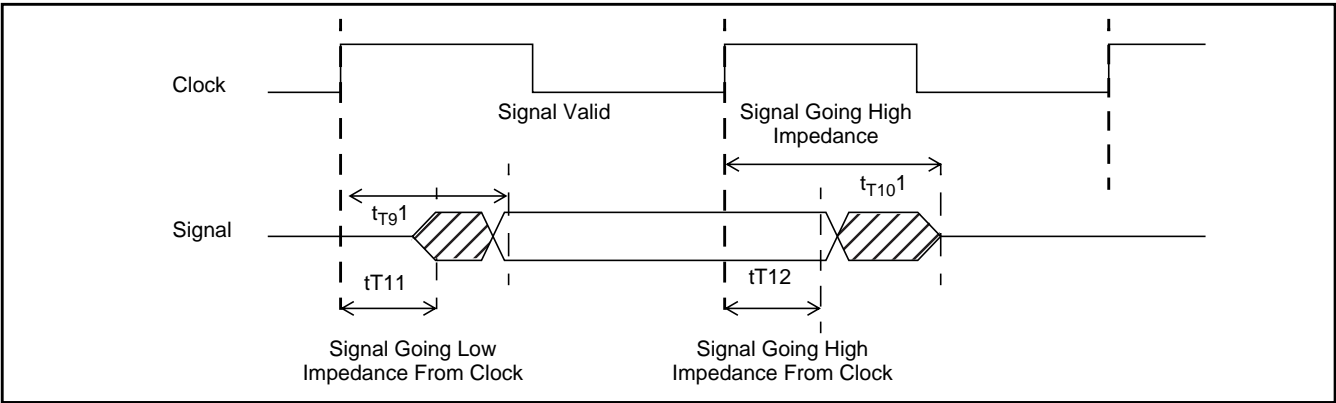 Clock
Signal Valid
Signal Going High
Impedance
tT91
tT101
Signal
tT11
tT12
Signal Going Low
Impedance From Clock
Signal Going High
Impedance From Clock